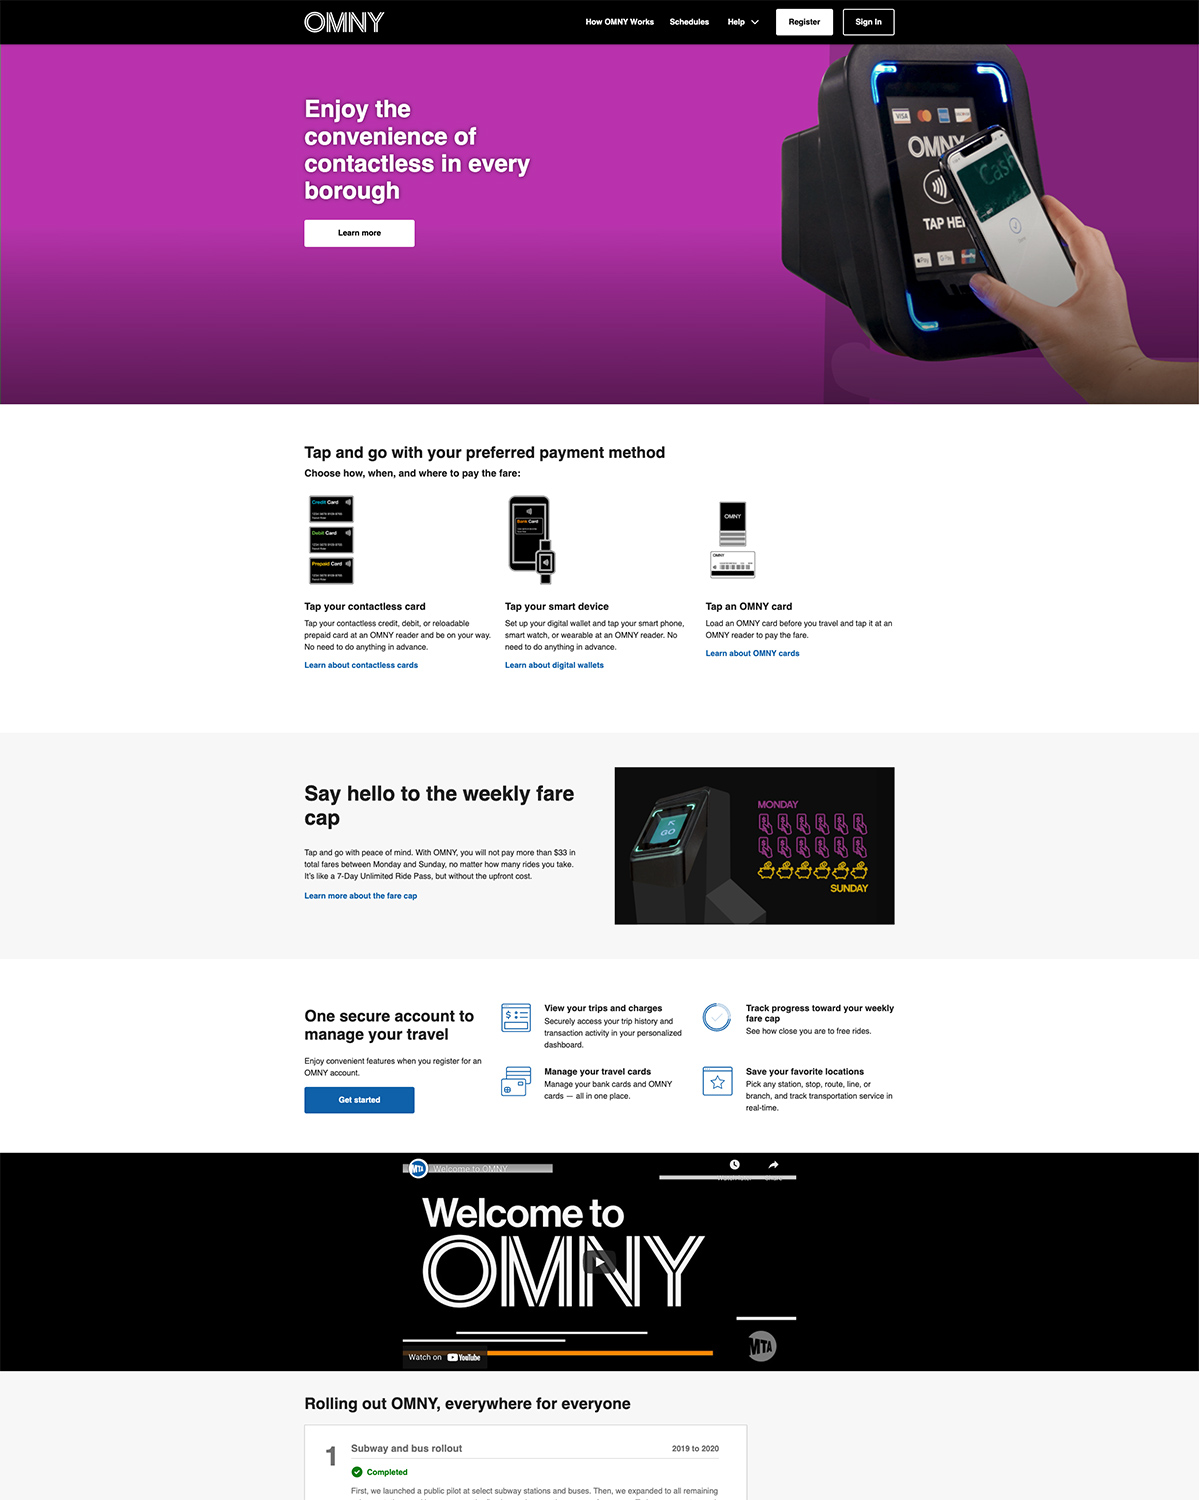 OMNY
How OMNY Works
Schedules
Help
Register
Sign In
Enjoy the
convenience of
contactless in every
borough
Learn more
VISA
OMNY
TAP HE
Cash
Tap and go with your preferred payment method
Choose how, when, and where to pay the fare:
Credit Card
Debit Card
Prepaid Card
Bank Card
OMNY
OMNY
Tap your contactless card
Tap your contactless credit, debit, or reloadable
prepaid card at an OMNY reader and be on your way.
No need to do anything in advance.
Learn about contactless cards
Tap your smart device
Set up your digital wallet and tap your smart phone,
smart watch, or wearable at an OMNY reader. No
need to do anything in advance.
Learn about digital wallets
Tap an OMNY card
Load an OMNY card before you travel and tap it at an
OMNY reader to pay the fare.
Learn about OMNY cards
Say hello to the weekly fare
cap
Tap and go with peace of mind. With OMNY, you will not pay more than $33 in
total fares between Monday and Sunday, no matter how many rides you take.
It's like a 7-Day Unlimited Ride Pass, but without the upfront cost.
Learn more about the fare cap
GO
MONDAY
SUNDAY
One secure account to
manage your travel
Enjoy convenient features when you register for an
OMNY account.
Get started
View your trips and charges
Securely access your trip history and
transaction activity in your personalized
dashboard.
Track progress toward your weekly
fare cap
See how close you are to free rides.
Manage your travel cards
Manage your bank cards and OMNY
cards — all in one place.
Save your favorite locations
Pick any station, stop, route, line, or
branch, and track transportation service in
real-time.
MTA
Welcome to OMNY
Welcome to
OMNY
MTA
Watch on YouTube
Rolling out OMNY, everywhere for everyone
1
Subway and bus rollout
2019 to 2020
Completed
First, we launched a public pilot at select subway stations and buses. Then, we expanded to all remaining